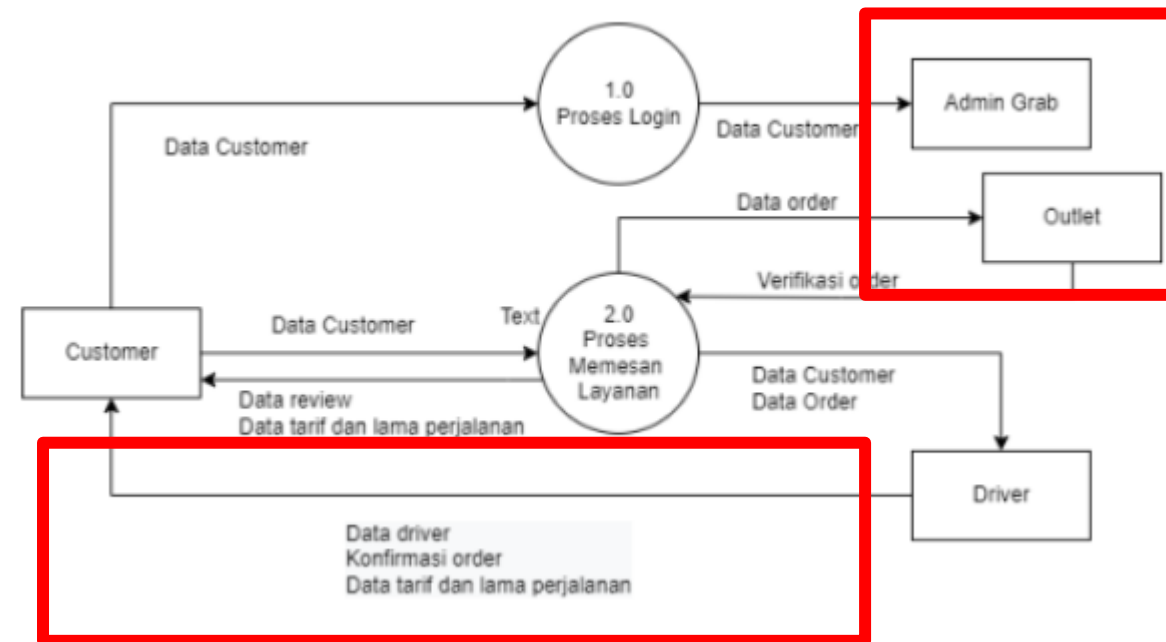 1.0
Proses Login
Admin Grab
Data Customer
Data Customer
Data order
Outlet
Verifikasi order
Text
2.0
Proses
Memesan
Layanan
Data Customer
Customer
Data Customer
Data Order
Data review
Data tarif dan lama perjalanan
Driver
Data driver
Konfirmasi order
Data tarif dan lama perjalanan